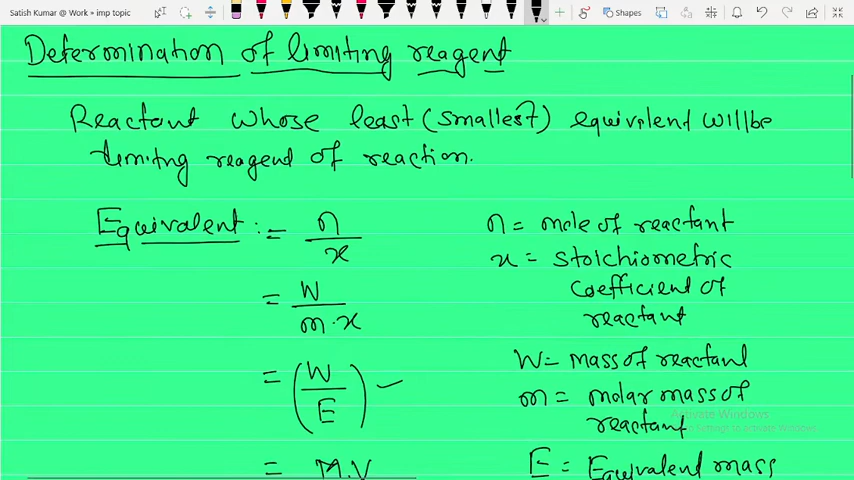 Satish Kumar @ Work » imp topic
Shapes
Determination of limiting reagent
Reactant whose least (smallest) equivalent will be
limiting reagent of reaction.
Equivalent := n/x
n = mole of reactant
x = stoichiometric
coefficient of
reactant
= W/m·x
W = mass of reactant
= (W/E)
m = molar mass of
reactant
Activate Windows
= M.V
E = Equivalent mass